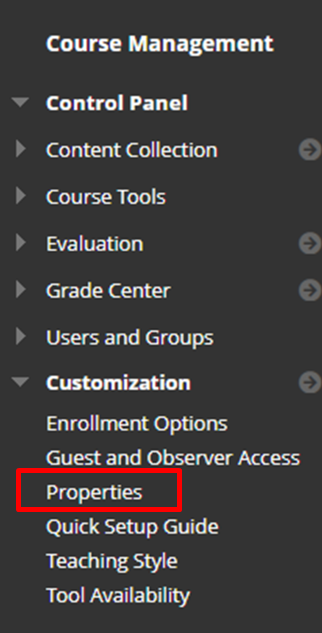 Course Management
Control Panel
Content Collection
Course Tools
Evaluation
Grade Center
Users and Groups
Customization
Enrollment Options
Guest and Observer Access
Properties
Quick Setup Guide
Teaching Style
Tool Availability